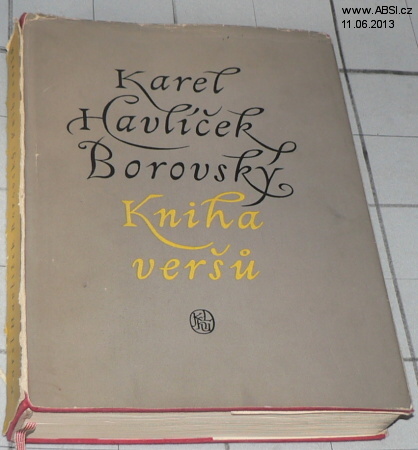 www.ABSI.cz
11.06.2013
Karel
Havlíček
Borovský
Kniha
veršů